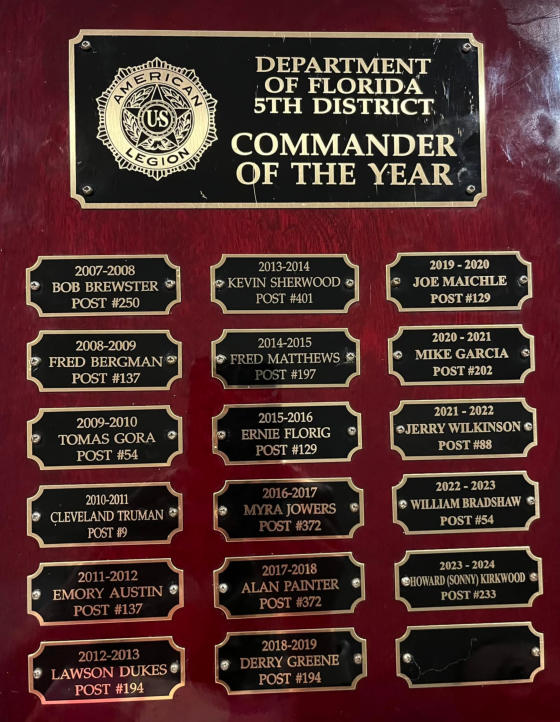 AMERICAN
U·S
LEGION
DEPARTMENT
OF FLORIDA
5TH DISTRICT
COMMANDER
OF THE YEAR
2007-2008
BOB BREWSTER
POST #250
2008-2009
FRED BERGMAN
POST #137
2009-2010
TOMAS GORA
POST #54
2010-2011
CLEVELAND TRUMAN
POST #9
2011-2012
EMORY AUSTIN
POST #137
2012-2013
LAWSON DUKES
POST #194
2013-2014
KEVIN SHERWOOD
POST #401
2014-2015
FRED MATTHEWS
POST #197
2015-2016
ERNIE FLORIG
POST #129
2016-2017
MYRA JOWERS
POST #372
2017-2018
ALAN PAINTER
POST #372
2018-2019
DERRY GREENE
POST #194
2019 - 2020
JOE MAICHLE
POST #129
2020 - 2021
MIKE GARCIA
POST #202
2021 - 2022
JERRY WILKINSON
POST #88
2022 - 2023
WILLIAM BRADSHAW
POST #54
2023 - 2024
HOWARD (SONNY) KIRKWOOD
POST #233